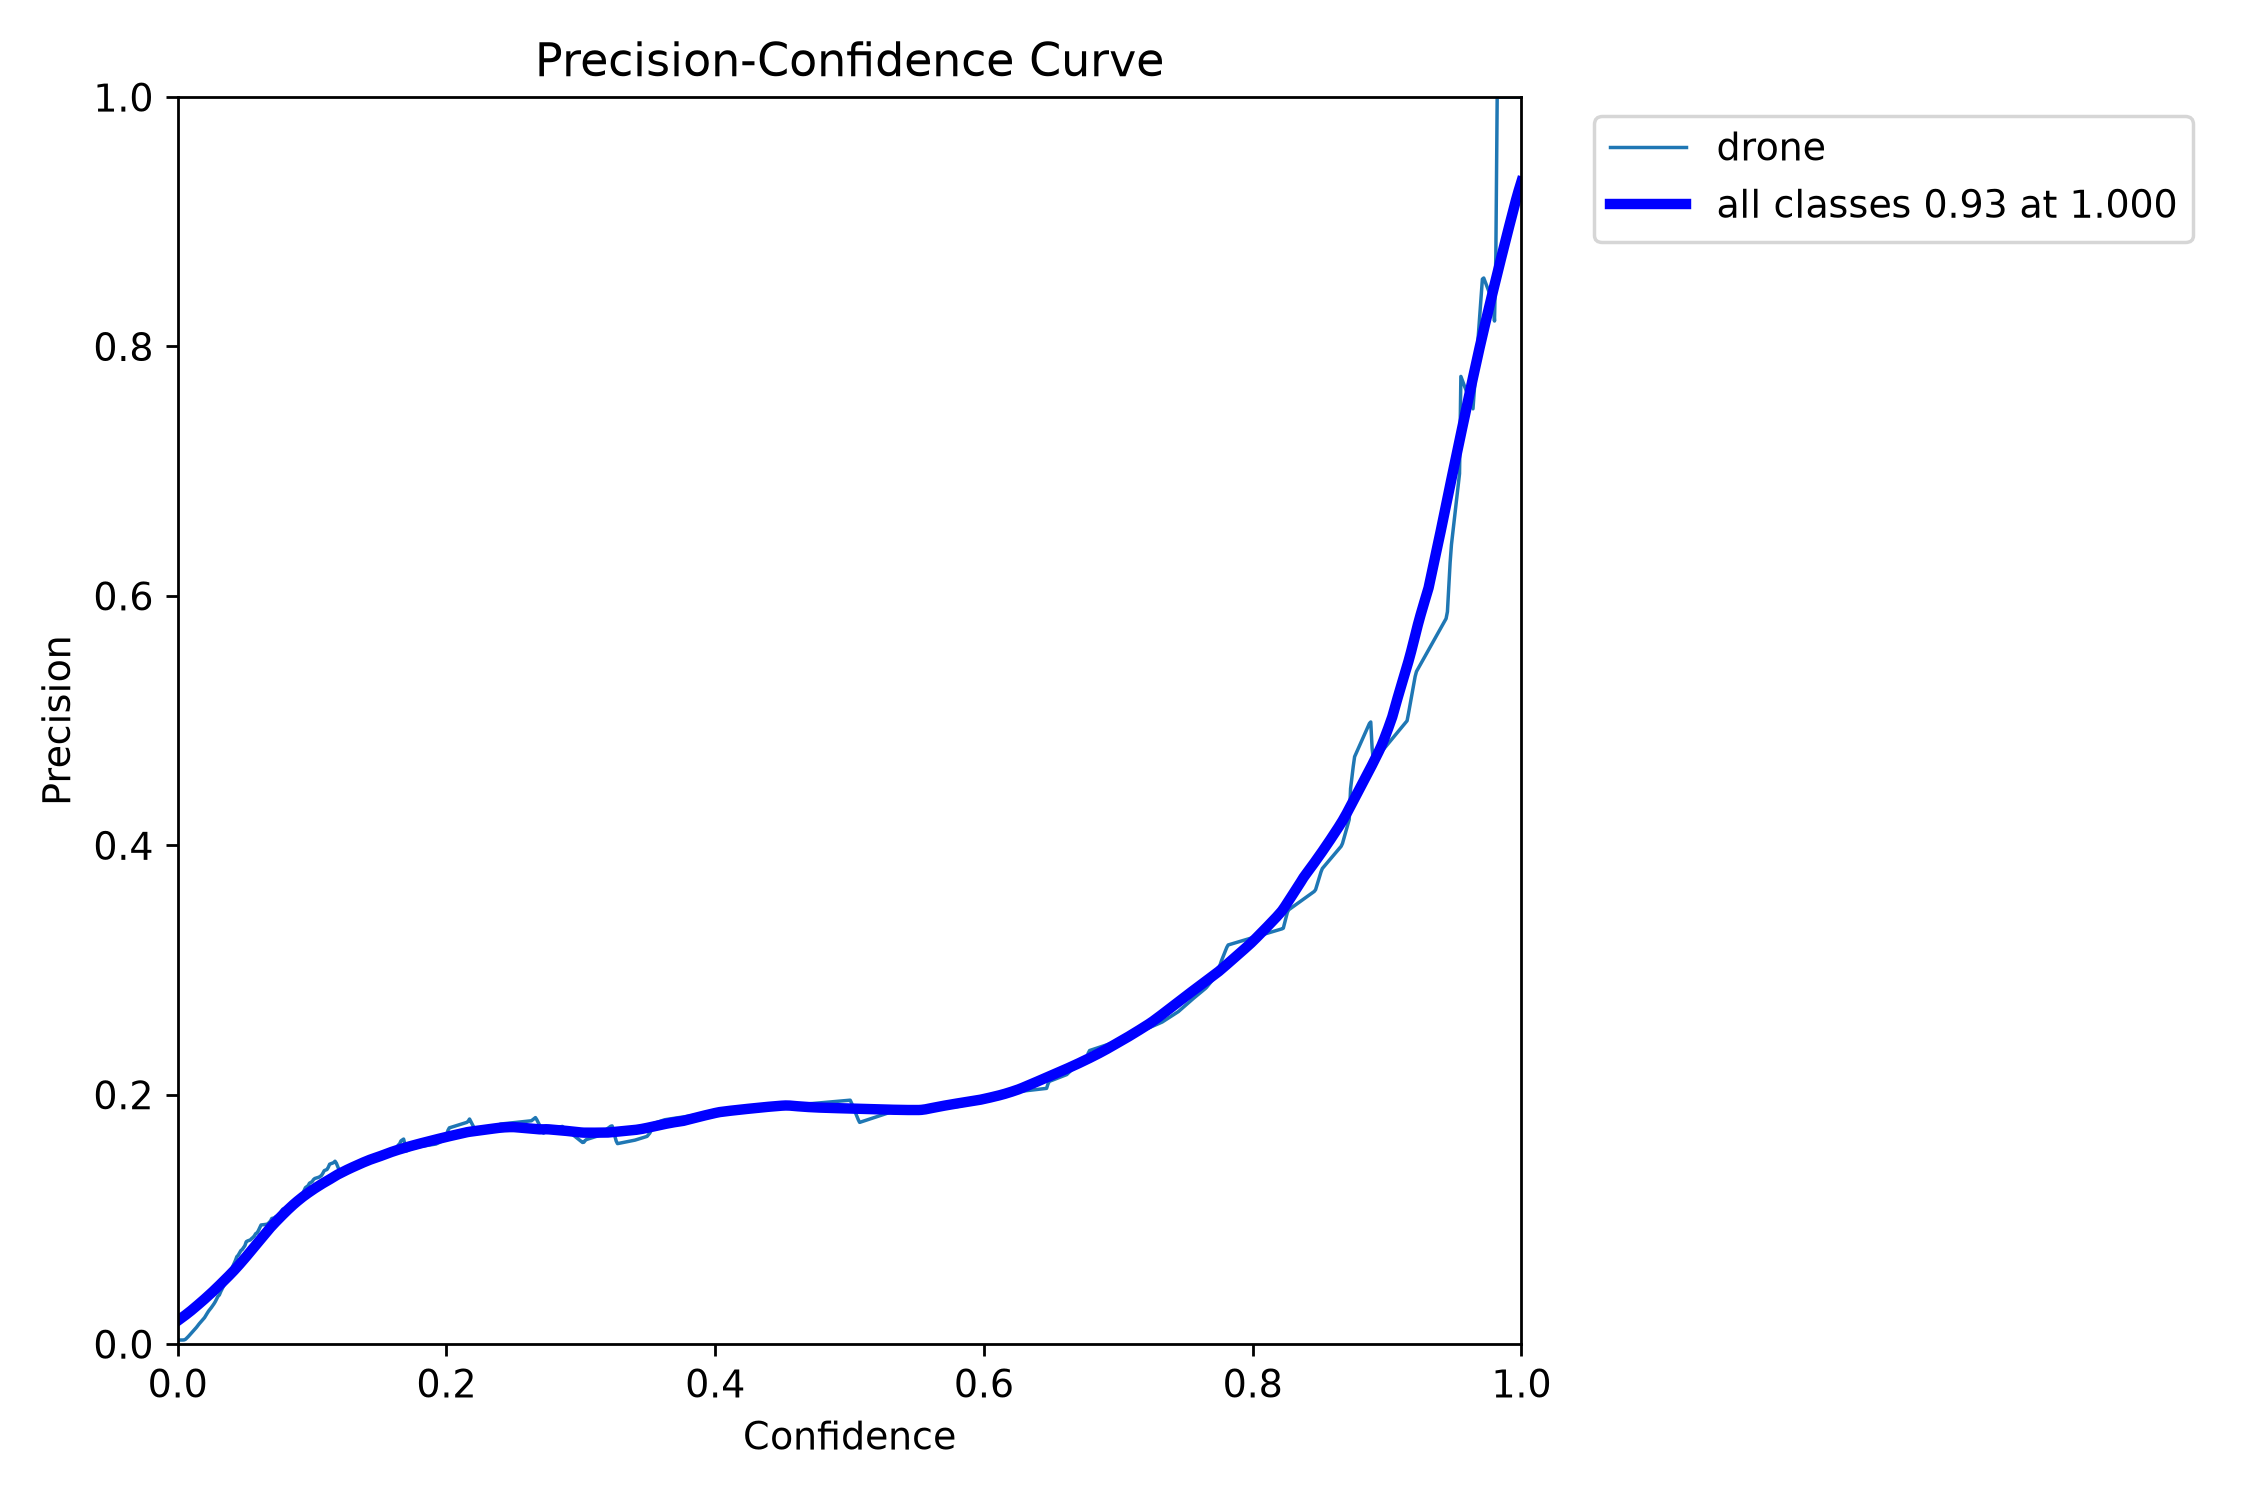 Precision-Confidence Curve
1.0
0.8
0.6
0.4
0.2
0.0
Precision
0.0 0.2 0.4 0.6 0.8 1.0
Confidence
drone
all classes 0.93 at 1.000